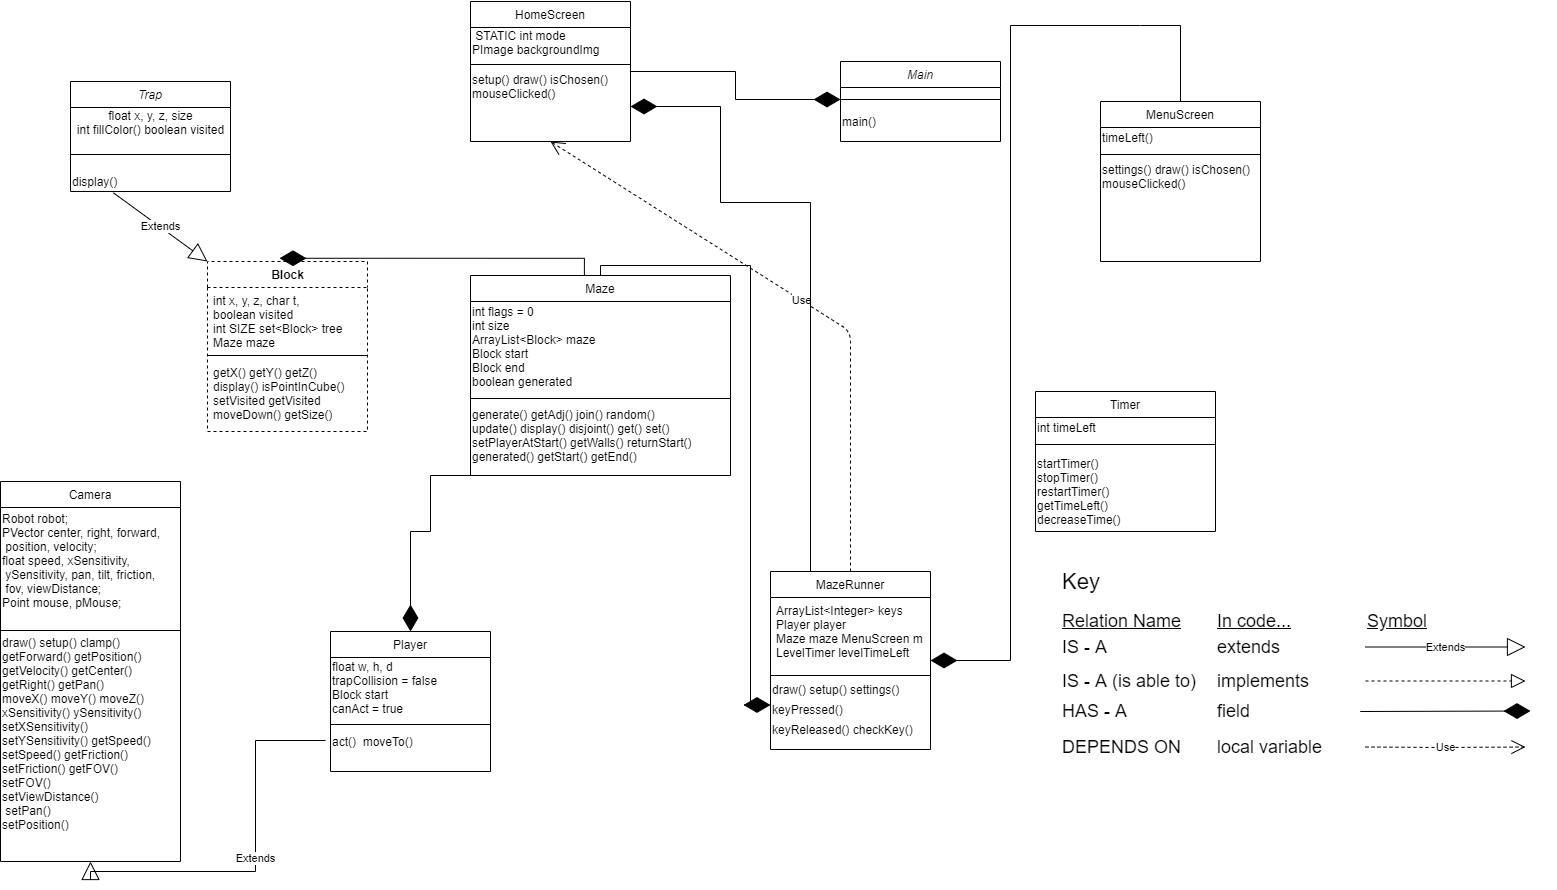 HomeScreen
STATIC int mode
PImage backgroundImg
setup() draw() isChosen()
mouseClicked()
Main
main()
MenuScreen
timeLeft()
settings() draw() isChosen()
mouseClicked()
Trap
float x, y, z, size
int fillColor() boolean visited
display()
Extends
Block
int x, y, z, char t,
boolean visited
int SIZE set<Block> tree
Maze maze
getX() getY() getZ()
display() isPointInCube()
setVisited getVisited
moveDown() getSize()
Maze
int flags = 0
int size
ArrayList<Block> maze
Block start
Block end
boolean generated
generate() getAdj() join() random()
update() display() disjoint() get() set()
setPlayerAtStart() getWalls() returnStart()
generated() getStart() getEnd()
Use
Timer
int timeLeft
startTimer()
stopTimer()
restartTimer()
getTimeLeft()
decreaseTime()
Camera
Robot robot;
PVector center, right, forward,
position, velocity;
float speed, xSensitivity,
ySensitivity, pan, tilt, friction,
fov, viewDistance;
Point mouse, pMouse;
draw() setup() clamp()
getForward() getPosition()
getVelocity() getCenter()
getRight() getPan()
moveX() moveY() moveZ()
xSensitivity() ySensitivity()
setXSensitivity()
setYSensitivity() getSpeed()
setSpeed() getFriction()
setFriction() getFOV()
setFOV()
setViewDistance()
setPan()
setPosition()
Extends
Player
float w, h, d
trapCollision = false
Block start
canAct = true
act() moveTo()
MazeRunner
ArrayList<Integer> keys
Player player
Maze maze MenuScreen m
LevelTimer levelTimeLeft
draw() setup() settings()
keyPressed()
keyReleased() checkKey()
Key
Relation Name In code... Symbol
IS - A extends Extends
IS - A (is able to) implements
HAS - A field
DEPENDS ON local variable Use